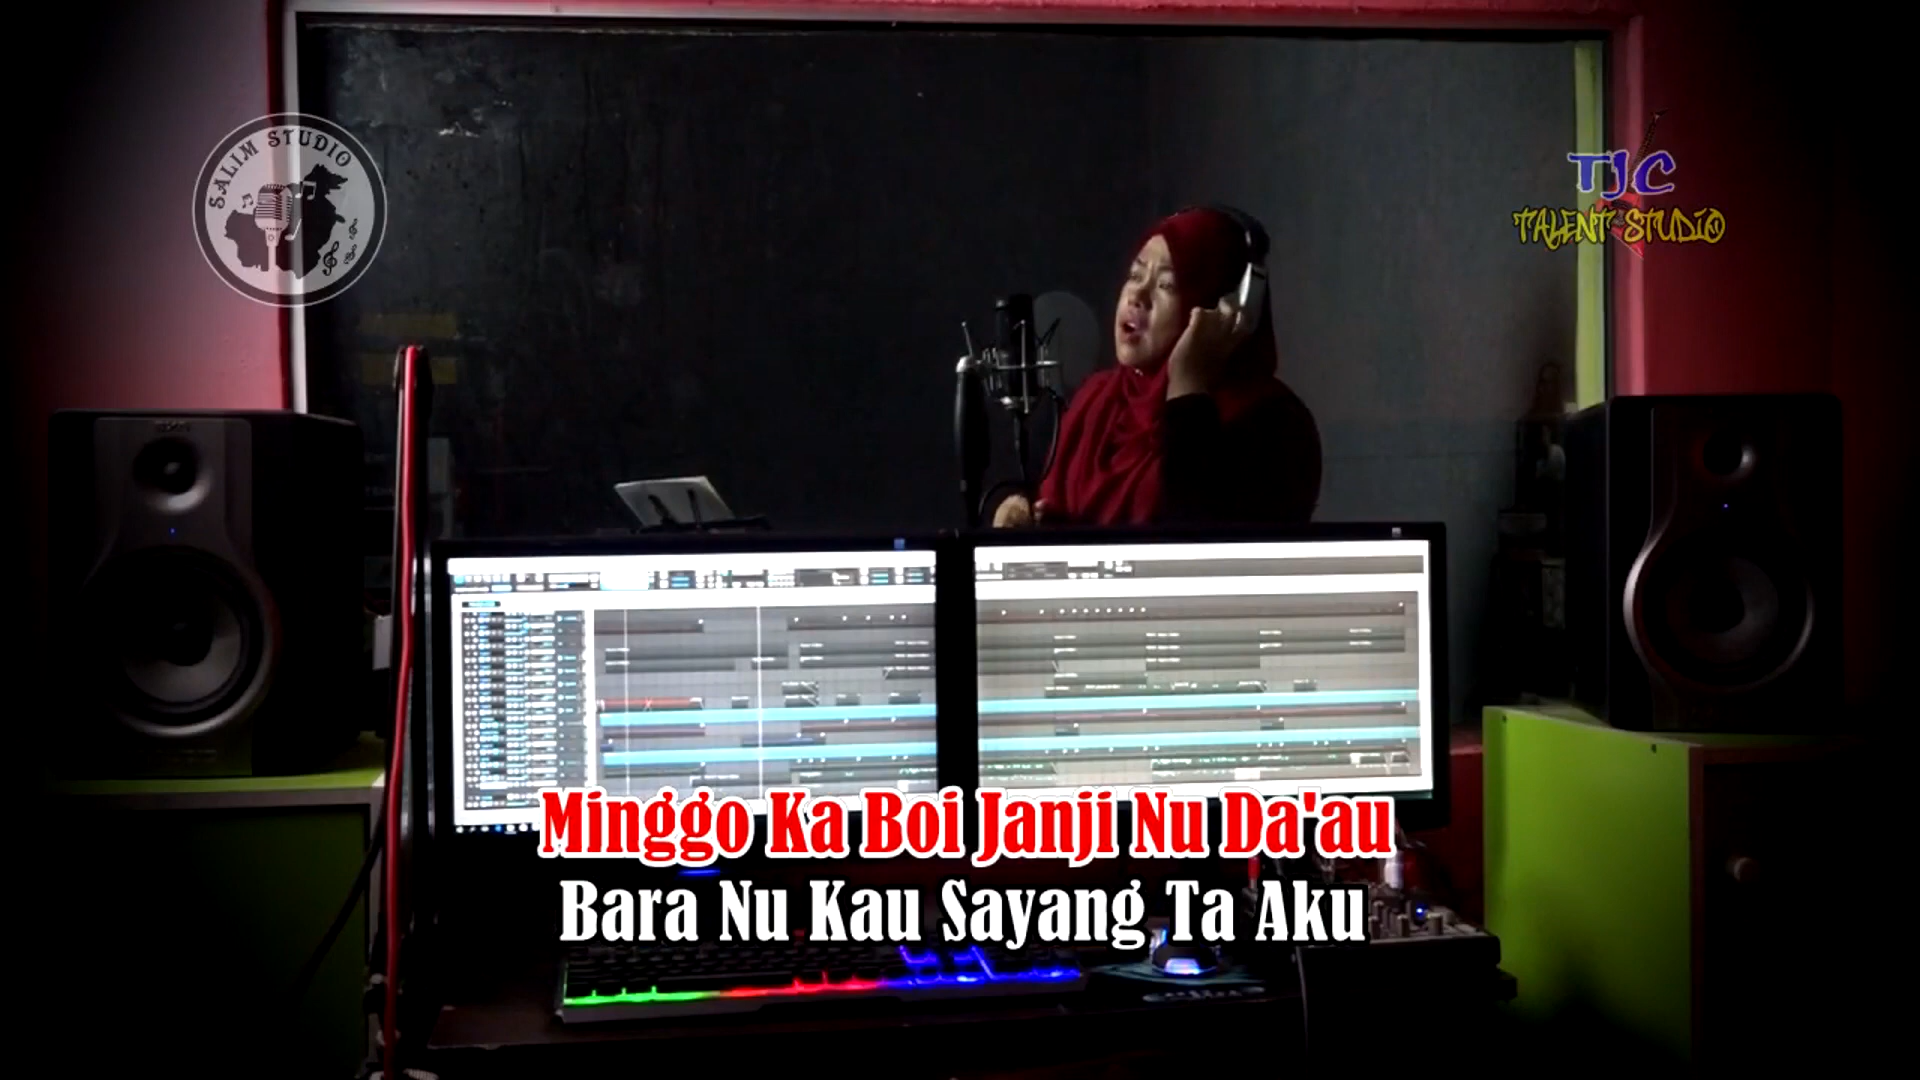 SALIM STUDIO
TJC
TALENT STUDIO
Minggo Ka Boi Janji Nu Da'au
Bara Nu Kau Sayang Ta Aku